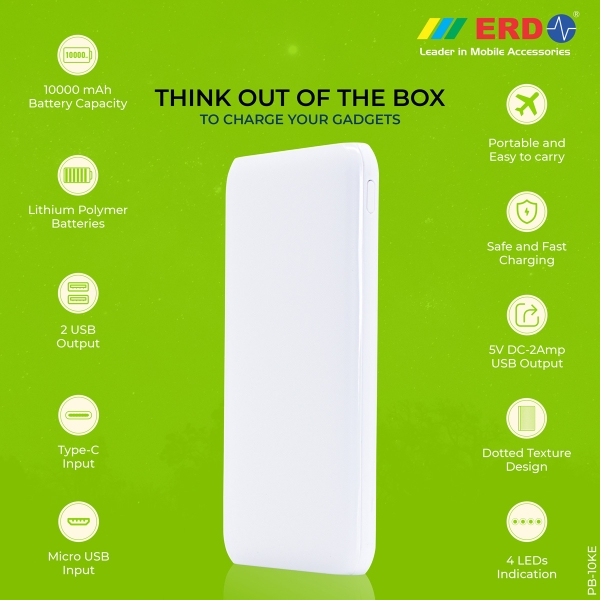 ERD®
Leader in Mobile Accessories
THINK OUT OF THE BOX
TO CHARGE YOUR GADGETS
10000.
10000 mAh
Battery Capacity
Lithium Polymer
Batteries
2 USB
Output
Type-C
Input
Micro USB
Input
Portable and
Easy to carry
Safe and Fast
Charging
5V DC-2Amp
USB Output
Dotted Texture
Design
4 LEDs
Indication
PB-10KE